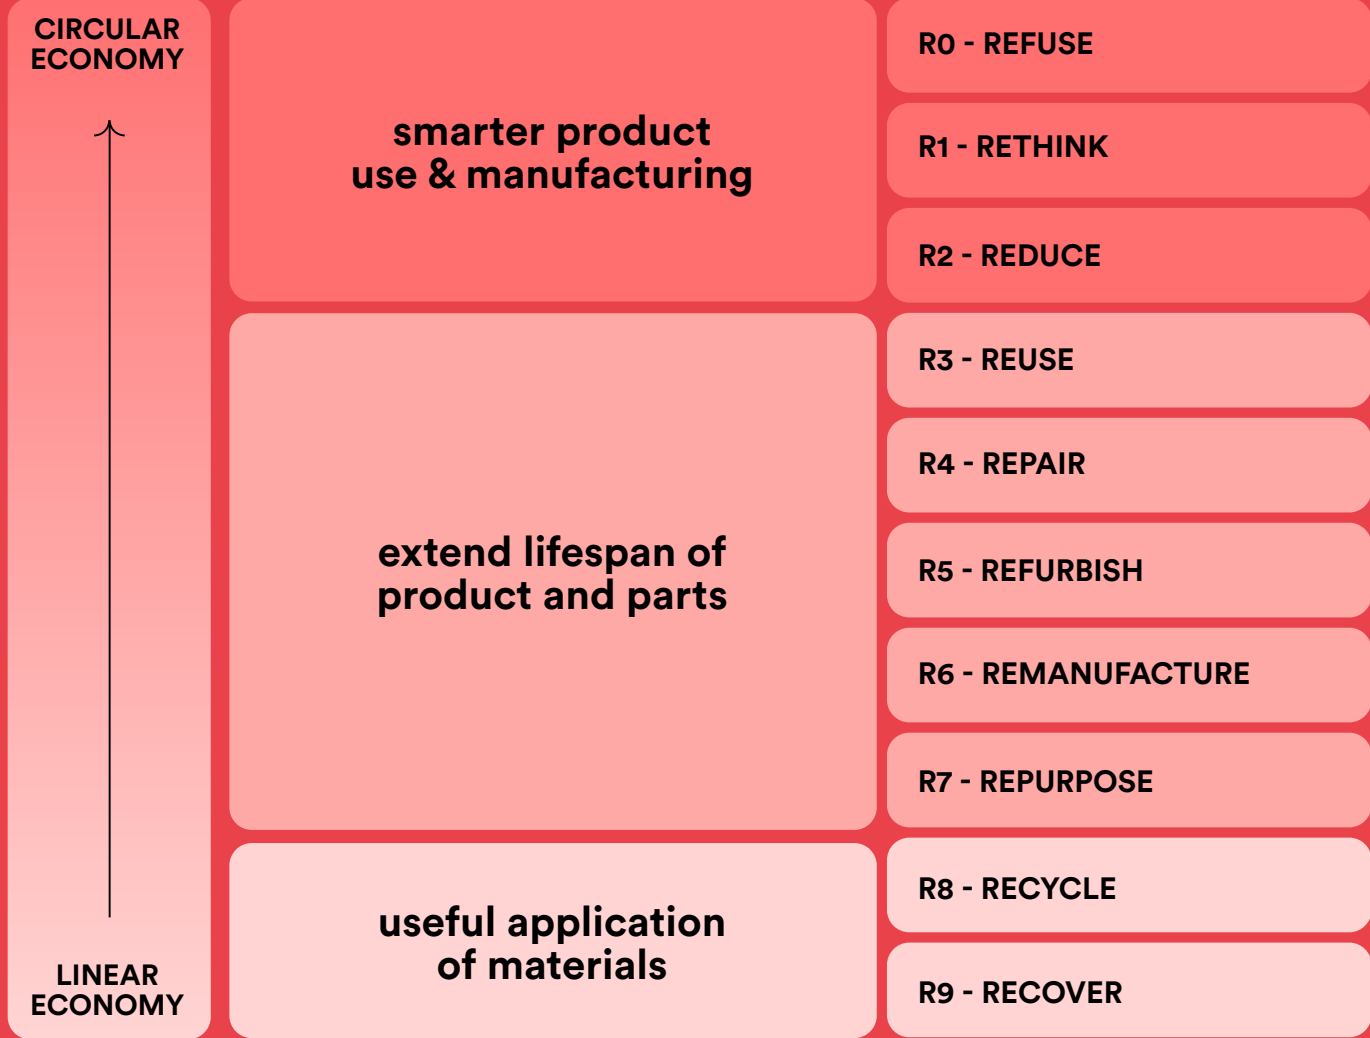 CIRCULAR
ECONOMY
LINEAR
ECONOMY
smarter product
use & manufacturing
R0 - REFUSE
R1 - RETHINK
R2 - REDUCE
extend lifespan of
product and parts
R3 - REUSE
R4 - REPAIR
R5 - REFURBISH
R6 - REMANUFACTURE
R7 - REPURPOSE
useful application
of materials
R8 - RECYCLE
R9 - RECOVER